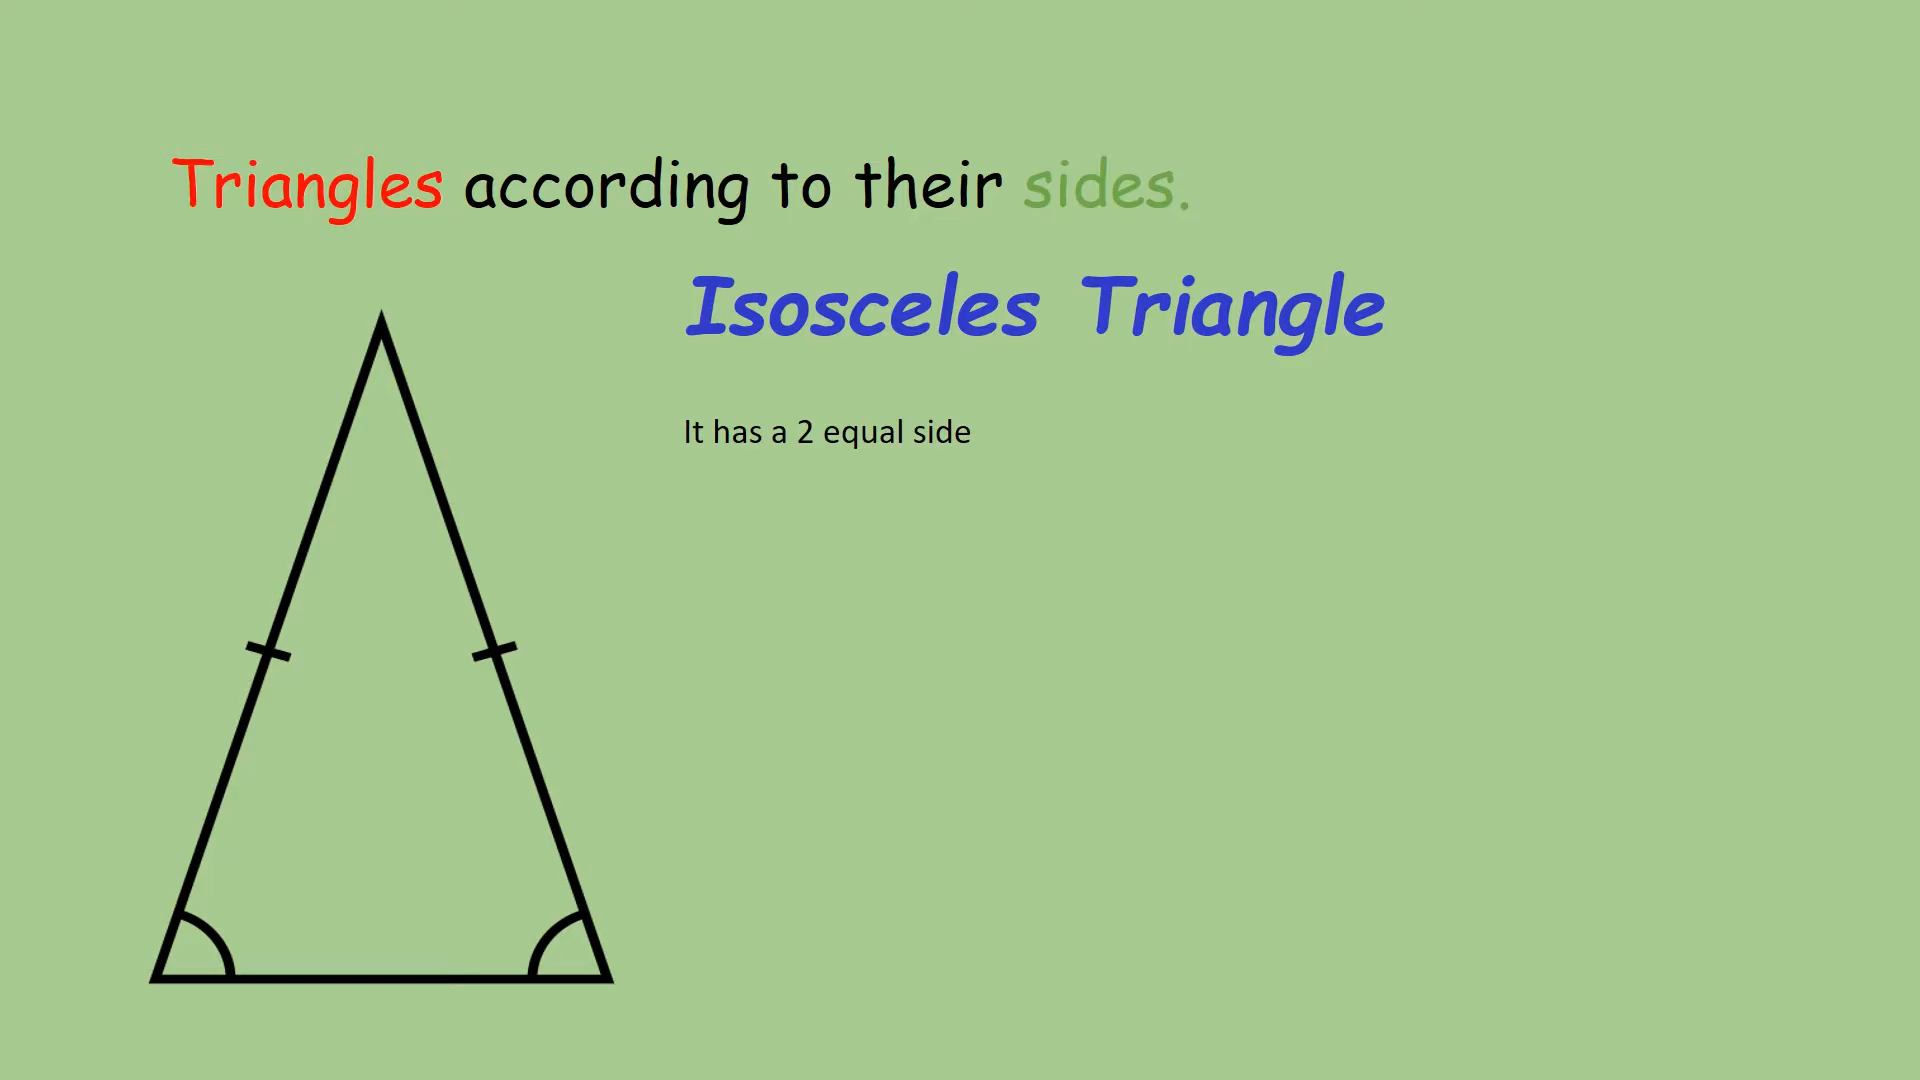 Triangles according to their sides.
Isosceles Triangle
It has a 2 equal side